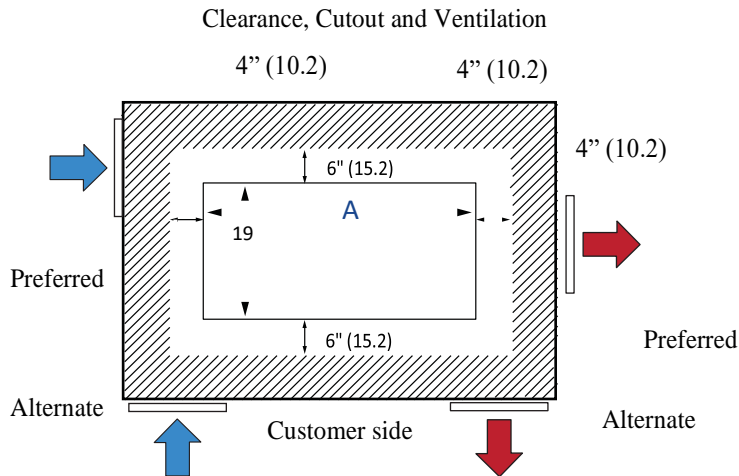 Clearance, Cutout and Ventilation
4” (10.2)
4” (10.2)
4” (10.2)
6" (15.2)
A
19
Preferred
6" (15.2)
Preferred
Alternate
Customer side
Alternate